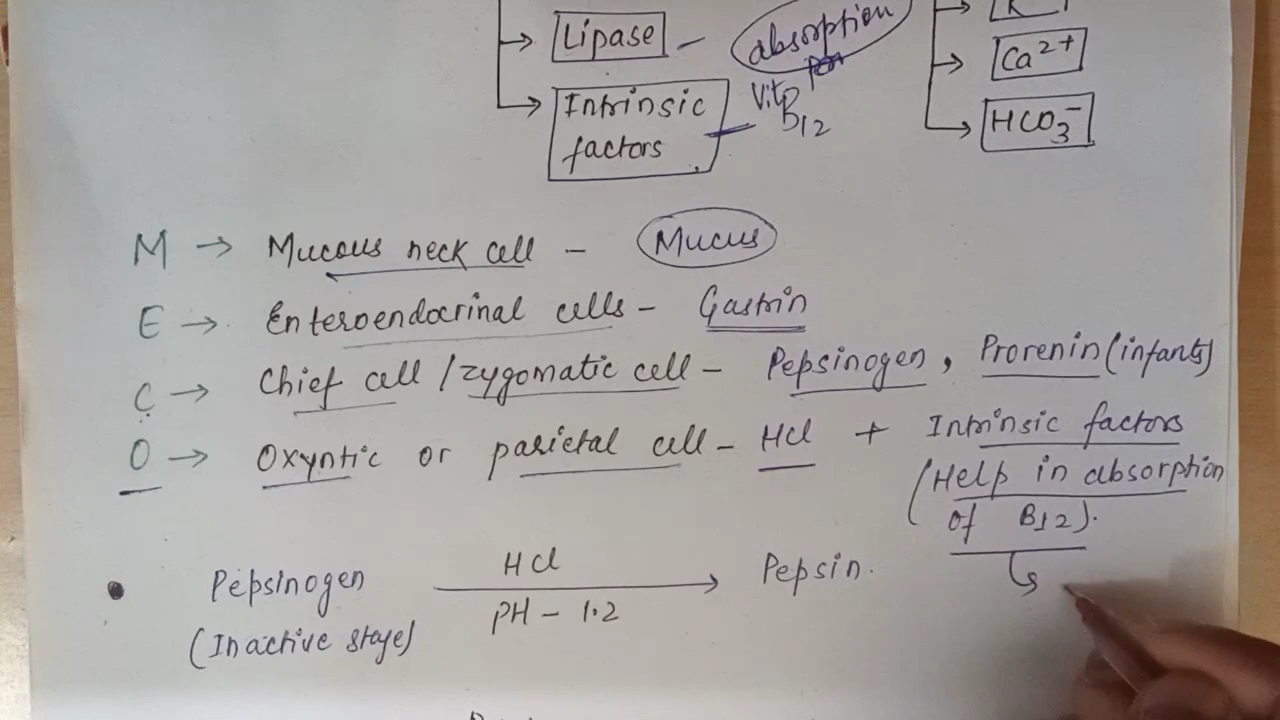 Lipase - absorption
Intrinsic factors - Vit B12
Ca2+
HCO3-
M → Mucous neck cell - Mucus
E → Enteroendocrinal cells - Gastrin
C → Chief cell / zygomatic cell - Pepsinogen, Prorenin (infants)
O → Oxyntic or parietal cell - HCl + Intrinsic factors
(Help in absorption
of B12).
Pepsinogen HCl → Pepsin.
(Inactive stage) PH - 1.2